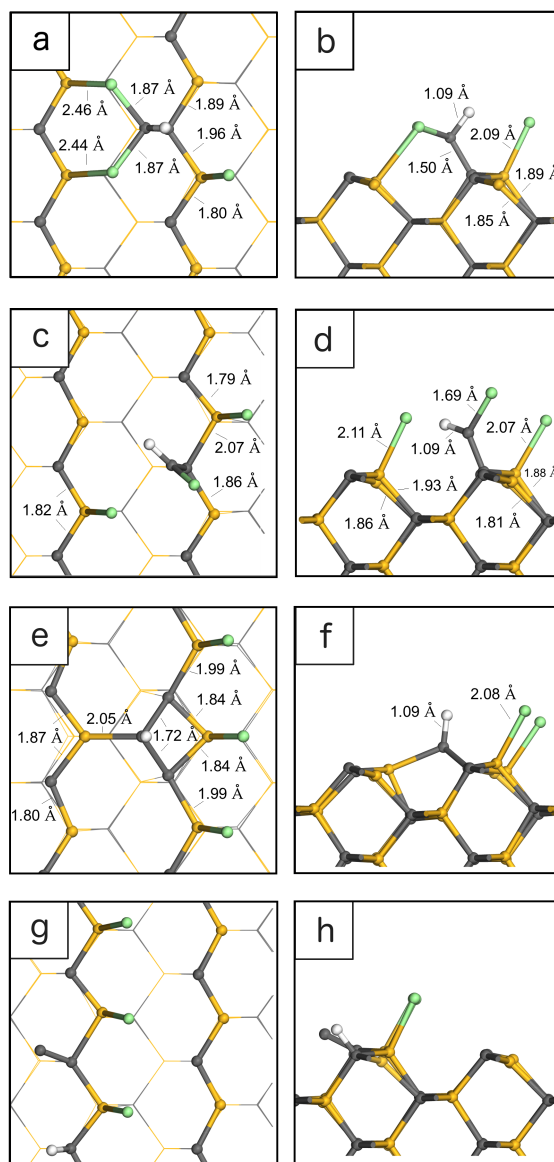 a
1.87 Å
1.89 Å
2.46 Å
1.96 Å
2.44 Å
1.87 Å
1.80 Å
b
1.09 Å
2.09 Å
1.50 Å
1.89 Å
1.85 Å
c
1.79 Å
2.07 Å
1.86 Å
1.82 Å
d
1.69 Å
2.11 Å
1.09 Å
2.07 Å
1.88 Å
1.93 Å
1.86 Å
1.81 Å
e
1.99 Å
2.05 Å
1.84 Å
1.87 Å
1.72 Å
1.84 Å
1.99 Å
1.80 Å
f
2.08 Å
1.09 Å
g
h